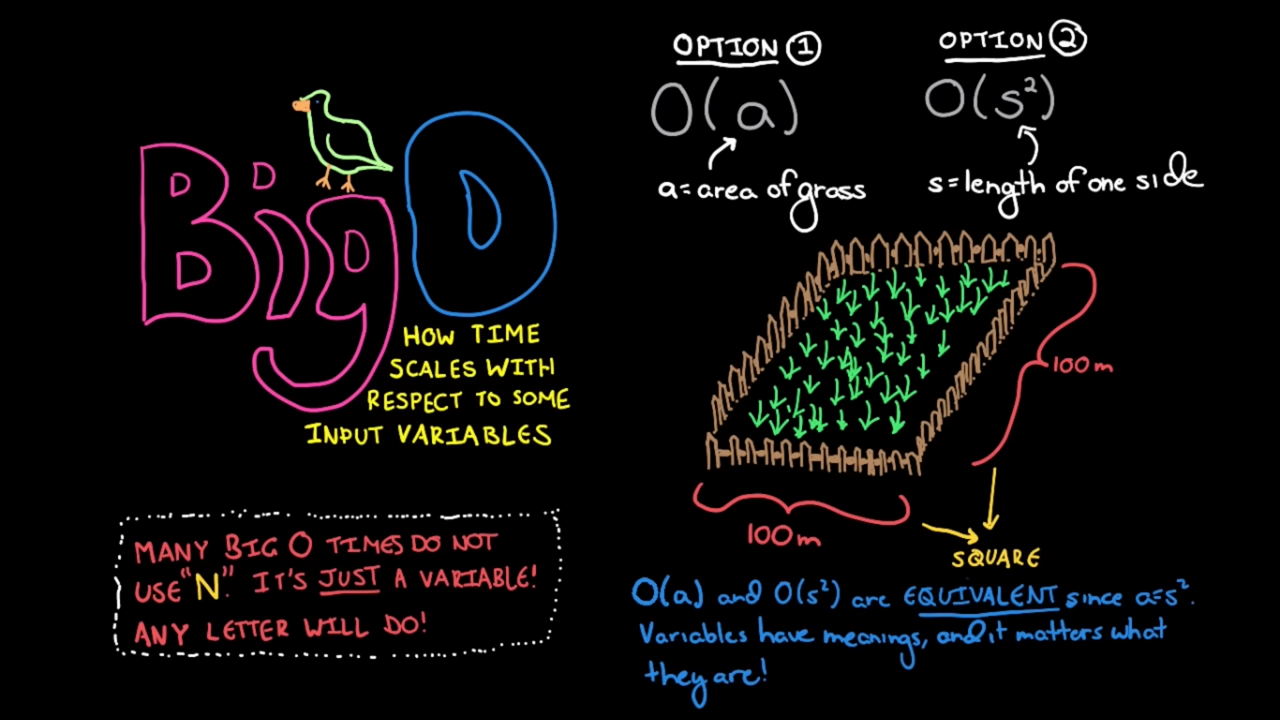 Big O
HOW TIME
SCALES WITH
RESPECT TO SOME
INPUT VARIABLES
MANY BIG O TIMES DO NOT
USE "N". IT'S JUST A VARIABLE!
ANY LETTER WILL DO!
OPTION 1
O(a)
a=area of grass
OPTION 2
O(s²)
s=length of one side
100m
100m
SQUARE
O(a) and O(s²) are EQUIVALENT since a=s².
Variables have meanings, and it matters what
they are!